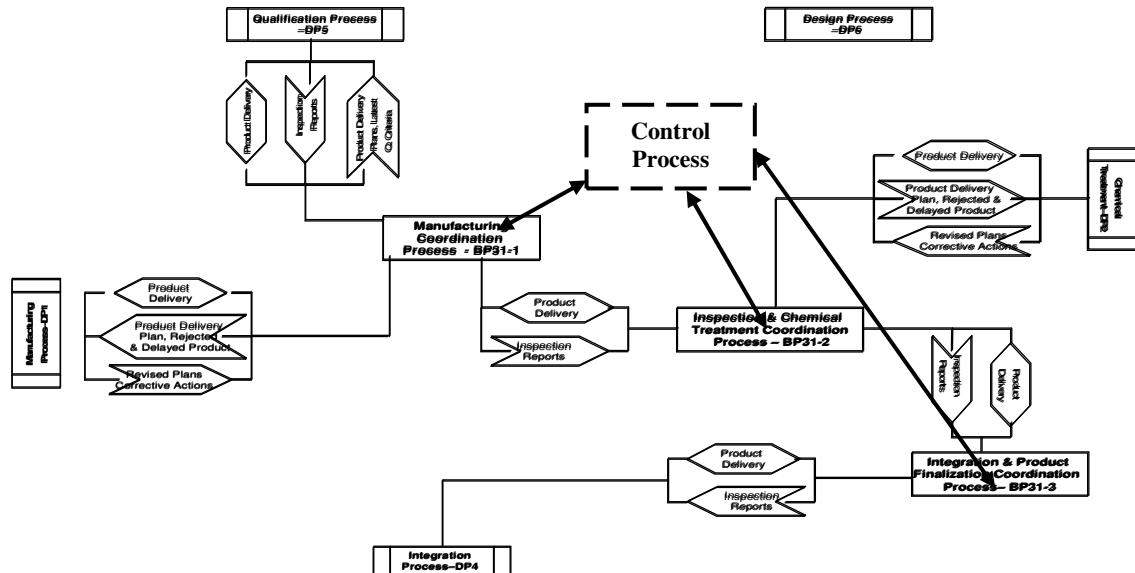 Qualification Process
–DP5
Design Process
–DP6
Product Delivery
Inspection
Reports
Product Delivery
Plans, Latest
Q Criteria
Control
Process
Product Delivery
Product Delivery
Plan, Rejected &
Delayed Product
Revised Plans
Corrective Actions
Chemical
Treatment–DP2
Manufacturing
Coordination
Process - BP31-1
Manufacturing
Process–DP1
Product
Delivery
Product Delivery
Plan, Rejected
& Delayed Product
Revised Plans
Corrective Actions
Product
Delivery
Inspection
Reports
Inspection & Chemical
Treatment Coordination
Process – BP31-2
Inspection
Reports
Product
Delivery
Product
Delivery
Inspection
Reports
Integration & Product
Finalization Coordination
Process– BP31-3
Integration
Process–DP4